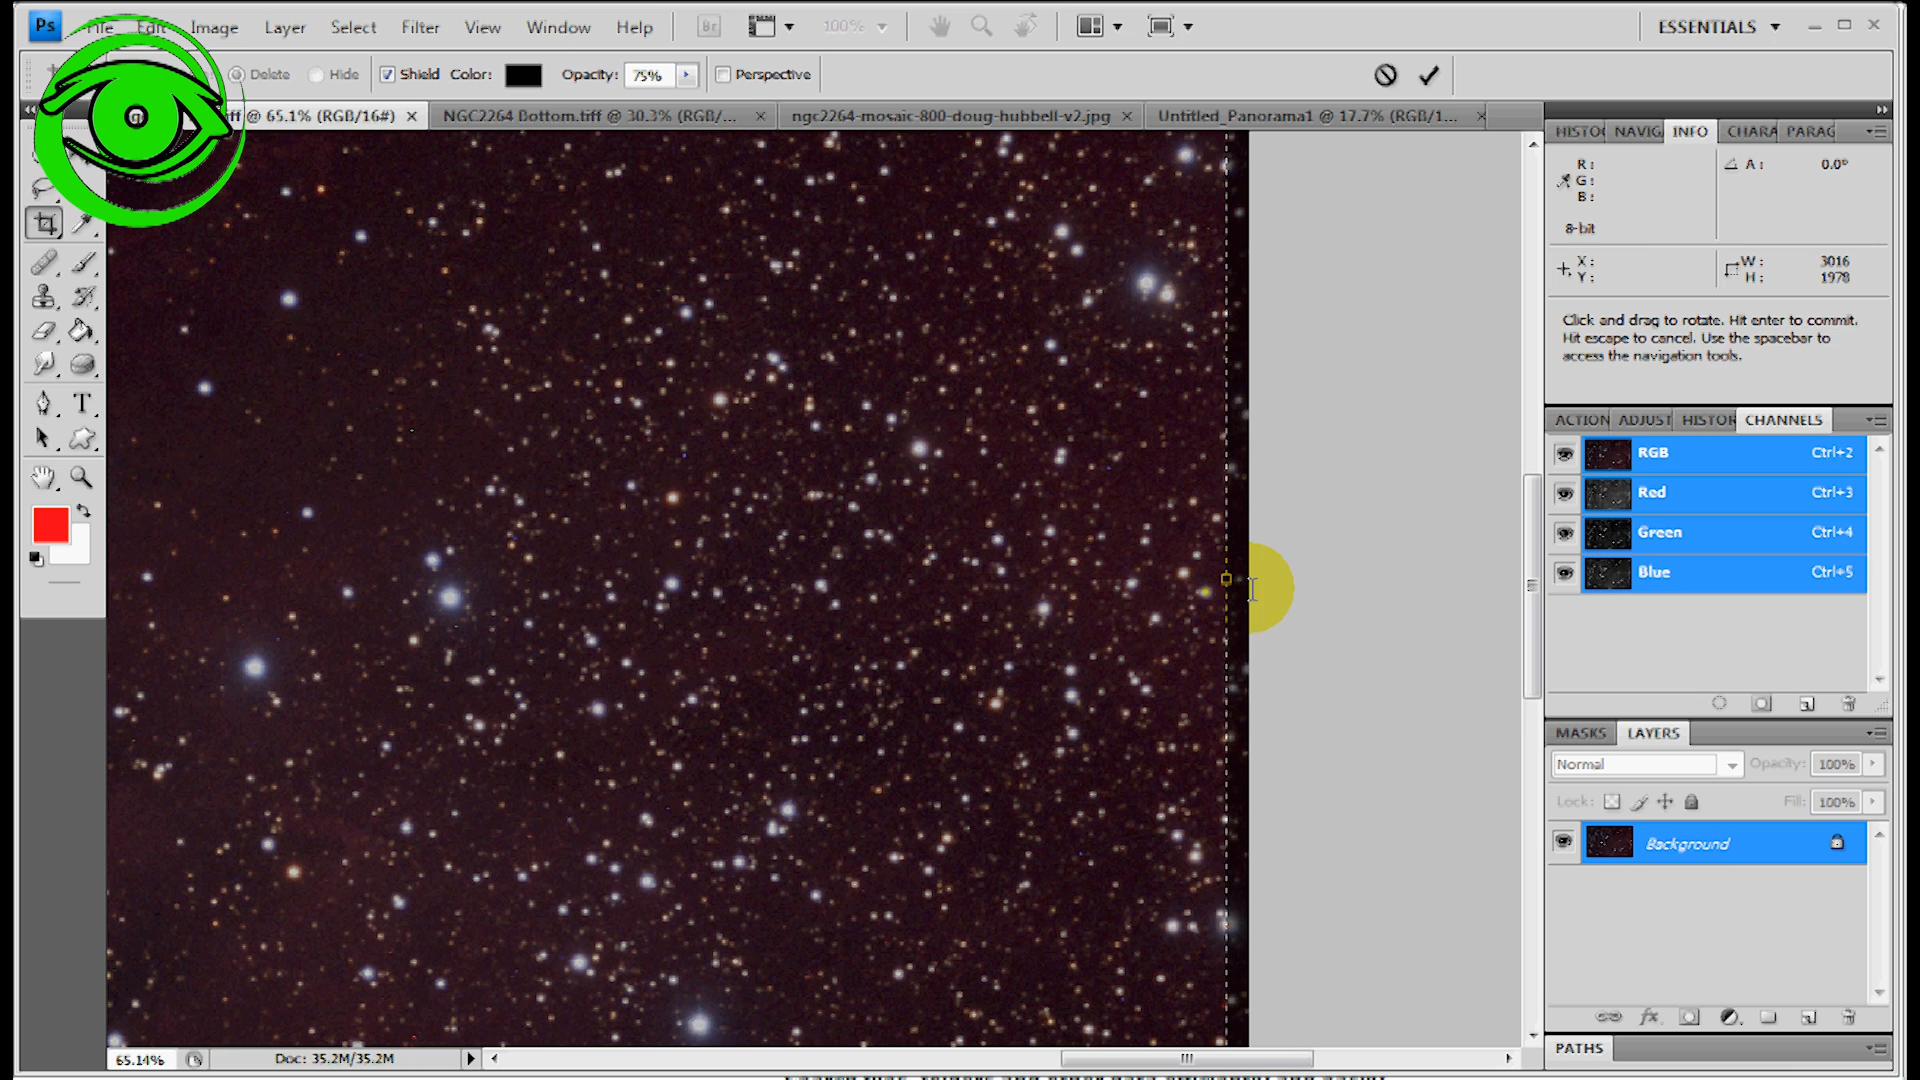 Ps File Edit Image Layer Select Filter View Window Help Br 100% ESSENTIALS
Delete Hide Shield Color: Opacity: 75% Perspective
ff @ 65.1% (RGB/16#) NGC2264 Bottom.tiff @ 30.3% (RGB/... ngc2264-mosaic-800-doug-hubbell-v2.jpg Untitled_Panorama1 @ 17.7% (RGB/1...
HISTO NAVIG INFO CHARA PARAG
R: A: 0.0°
G:
B:
8-bit
X: W: 3016
Y: H: 1978
Click and drag to rotate. Hit enter to commit.
Hit escape to cancel. Use the spacebar to
access the navigation tools.
ACTION ADJUST HISTOR CHANNELS
RGB Ctrl+2
Red Ctrl+3
Green Ctrl+4
Blue Ctrl+5
MASKS LAYERS
Normal Opacity: 100%
Lock: Fill: 100%
Background
PATHS
65.14% Doc: 35.2M/35.2M